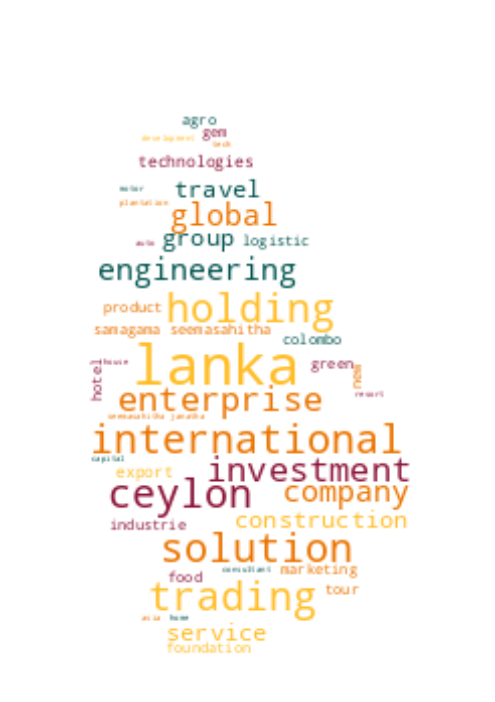 agro
gem
development
tech
technologies
motor
travel
plantation
global
auto
group
logistic
engineering
product
holding
samagama
seemasahitha
colombo
lanka
house
green
hotel
new
resort
enterprise
seemasahitha janatha
international
capital
export
investment
ceylon
company
industrie
construction
solution
consultant
marketing
food
trading
tour
asia
home
service
foundation